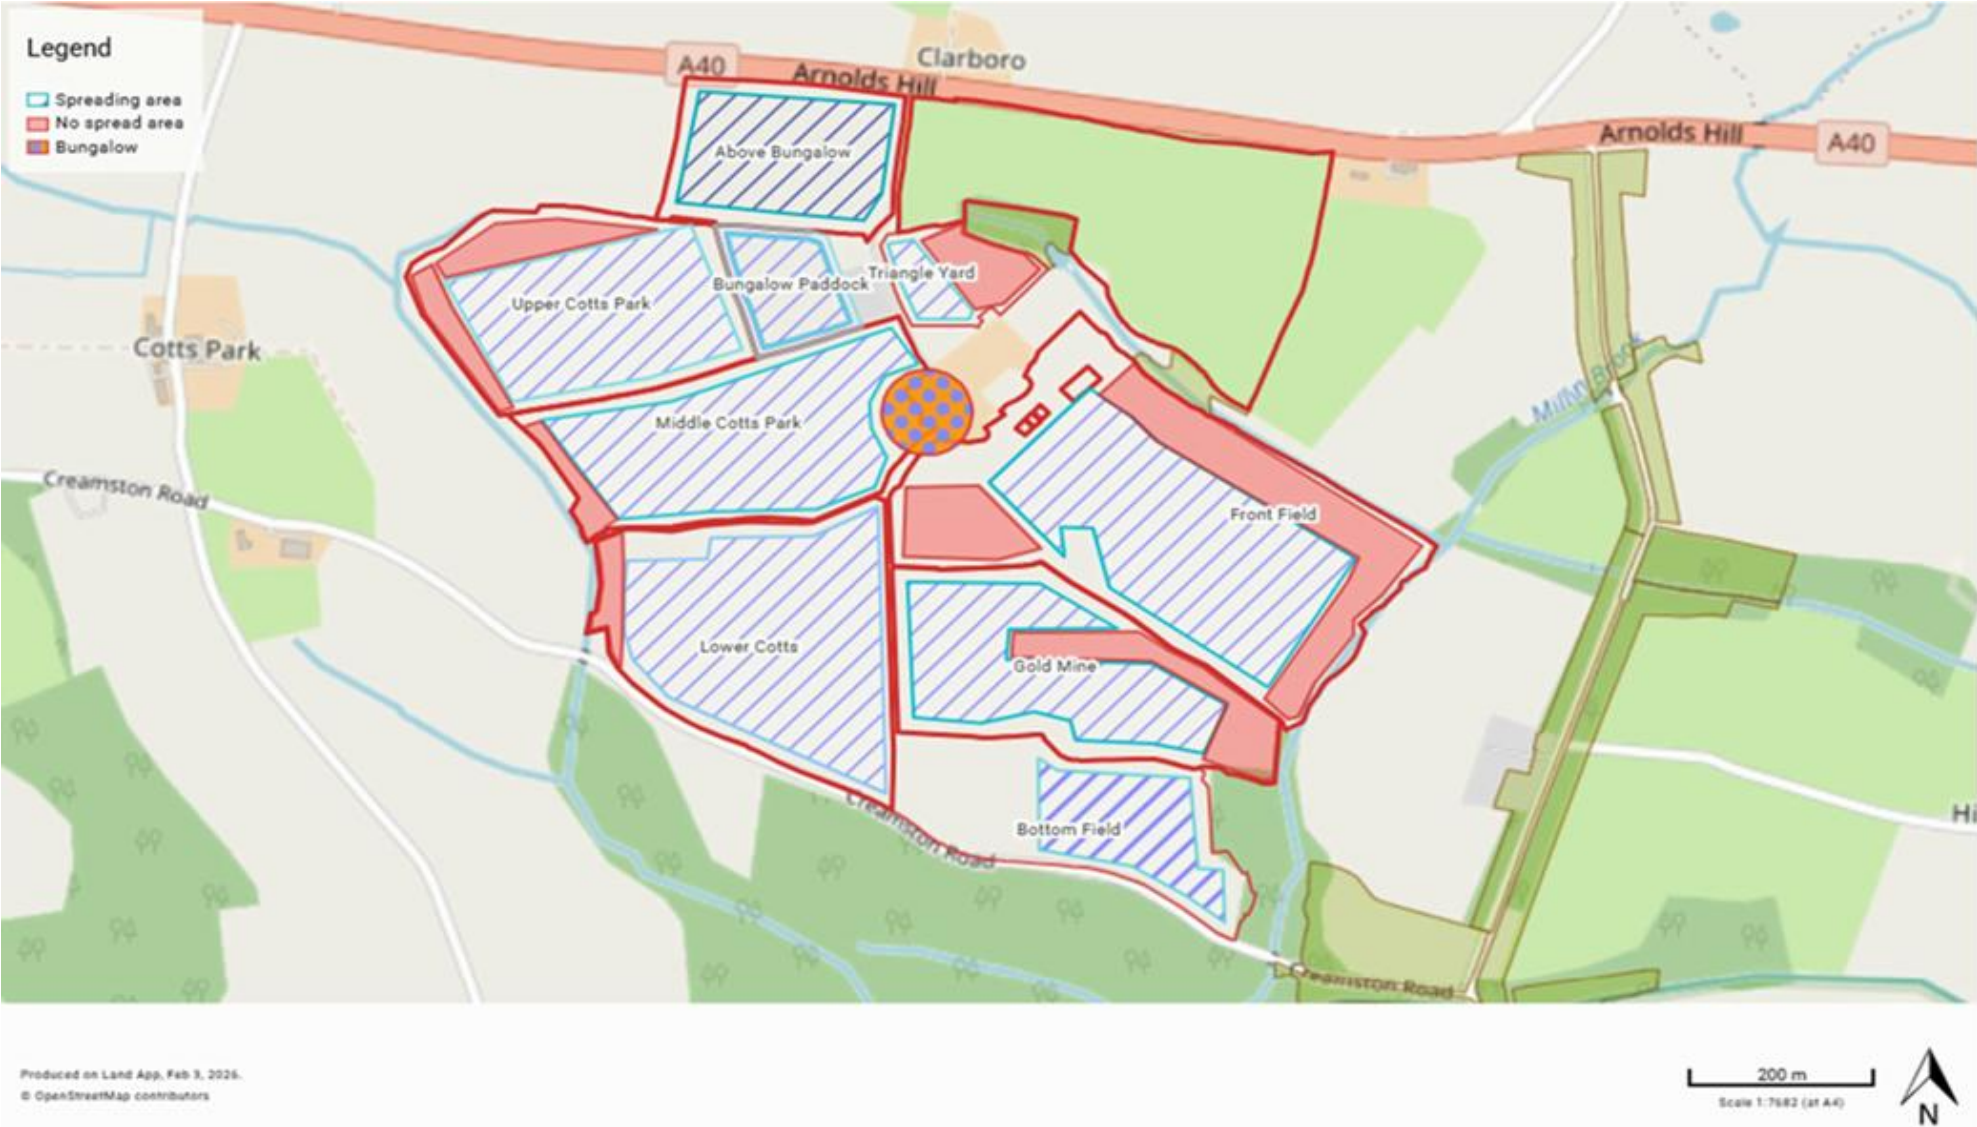 Legend
Spreading area
No spread area
Bungalow
A40
Arnolds Hill
Clarboro
Arnolds Hill
A40
Above Bungalow
Triangle Yard
Bungalow Paddock
Upper Cotts Park
Cotts Park
Millin Brook
Middle Cotts Park
Creamston Road
Front Field
Lower Cotts
Gold Mine
Hi
Bottom Field
Creamston Road
Creamston Road
Produced on Land App, Feb 3, 2026.
© OpenStreetMap contributors
200 m
Scale 1:7682 (at A4)
N